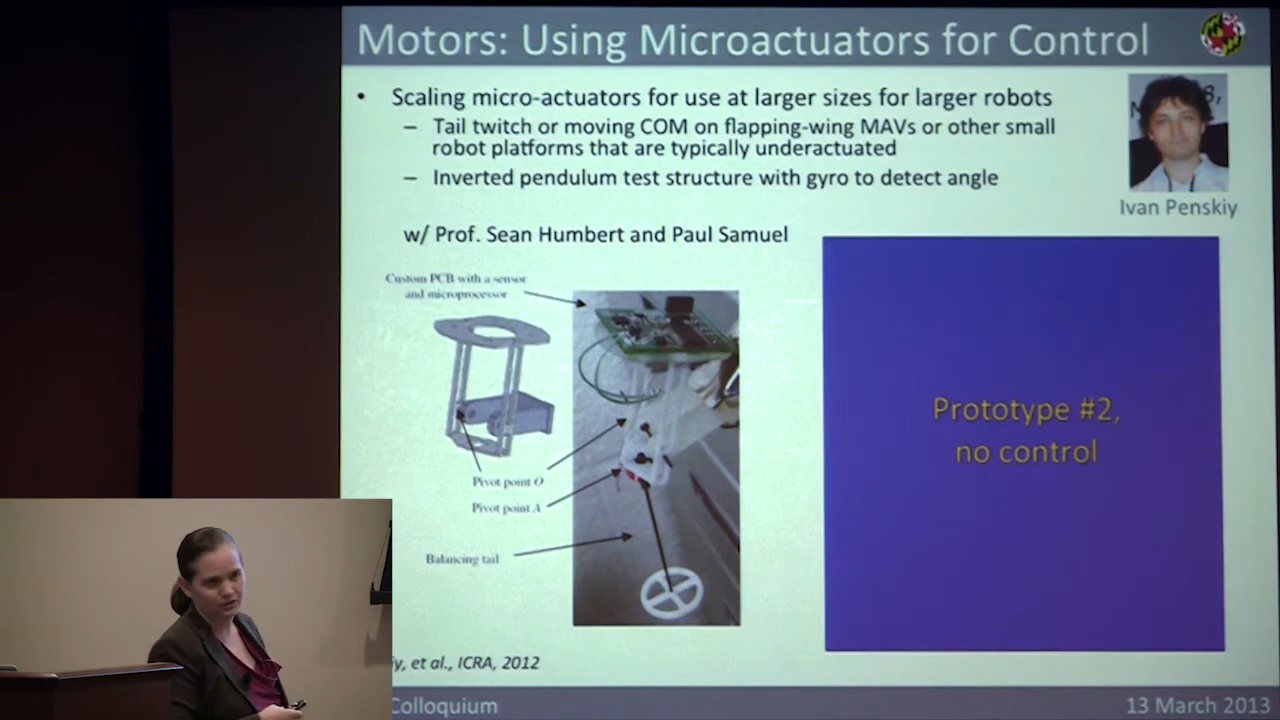 Motors: Using Microactuators for Control
• Scaling micro-actuators for use at larger sizes for larger robots
– Tail twitch or moving COM on flapping-wing MAVs or other small
robot platforms that are typically underactuated
– Inverted pendulum test structure with gyro to detect angle
Ivan Penskiy
w/ Prof. Sean Humbert and Paul Samuel
Custom PCB with a sensor
and microprocessor
Prototype #2,
no control
Pivot point O
Pivot point A
Balancing tail
et al., ICRA, 2012
Colloquium
13 March 2013